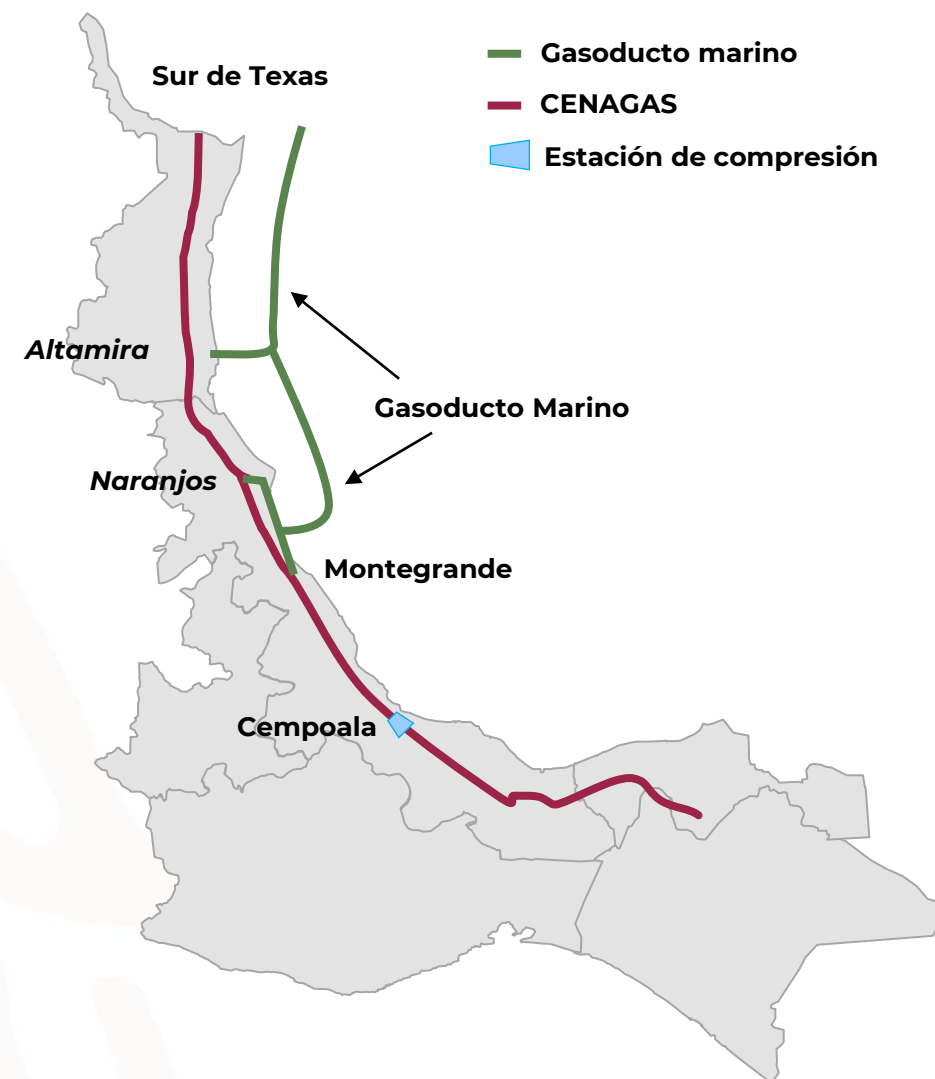 Sur de Texas
Gasoducto marino
CENAGAS
Estación de compresión
Altamira
Gasoducto Marino
Naranjos
Montegrande
Cempoala